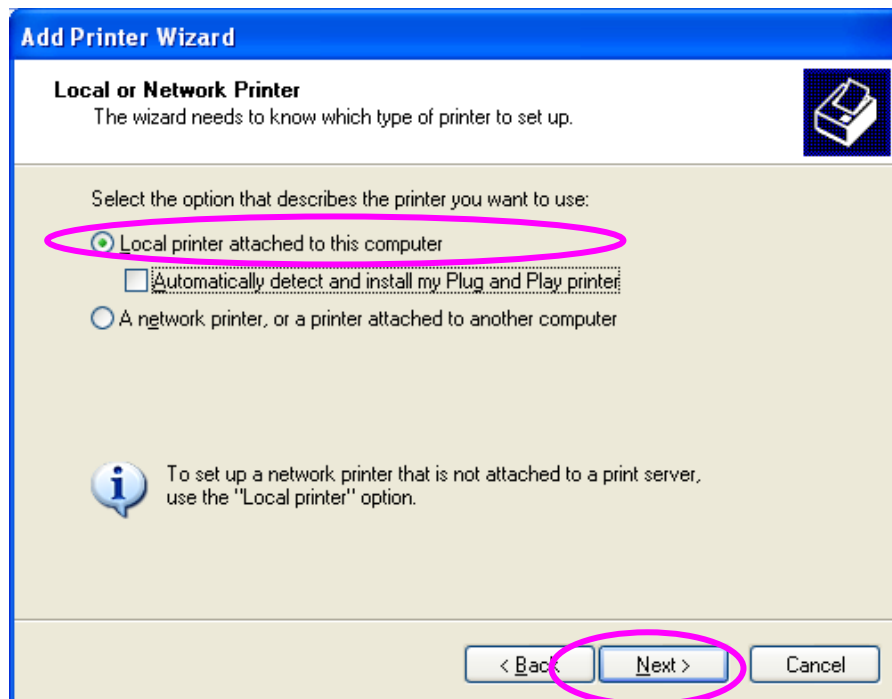 Add Printer Wizard
Local or Network Printer
The wizard needs to know which type of printer to set up.
Select the option that describes the printer you want to use:
Local printer attached to this computer
Automatically detect and install my Plug and Play printer
A network printer, or a printer attached to another computer
To set up a network printer that is not attached to a print server,
use the "Local printer" option.
< Back Next > Cancel